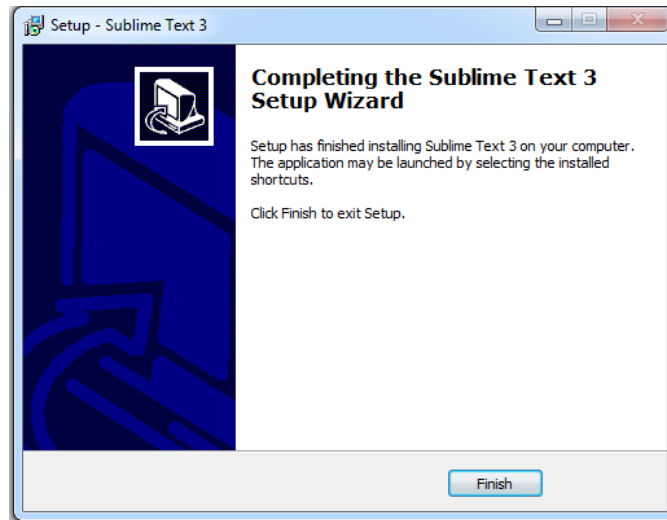 Setup - Sublime Text 3
Completing the Sublime Text 3
Setup Wizard
Setup has finished installing Sublime Text 3 on your computer.
The application may be launched by selecting the installed
shortcuts.
Click Finish to exit Setup.
Finish